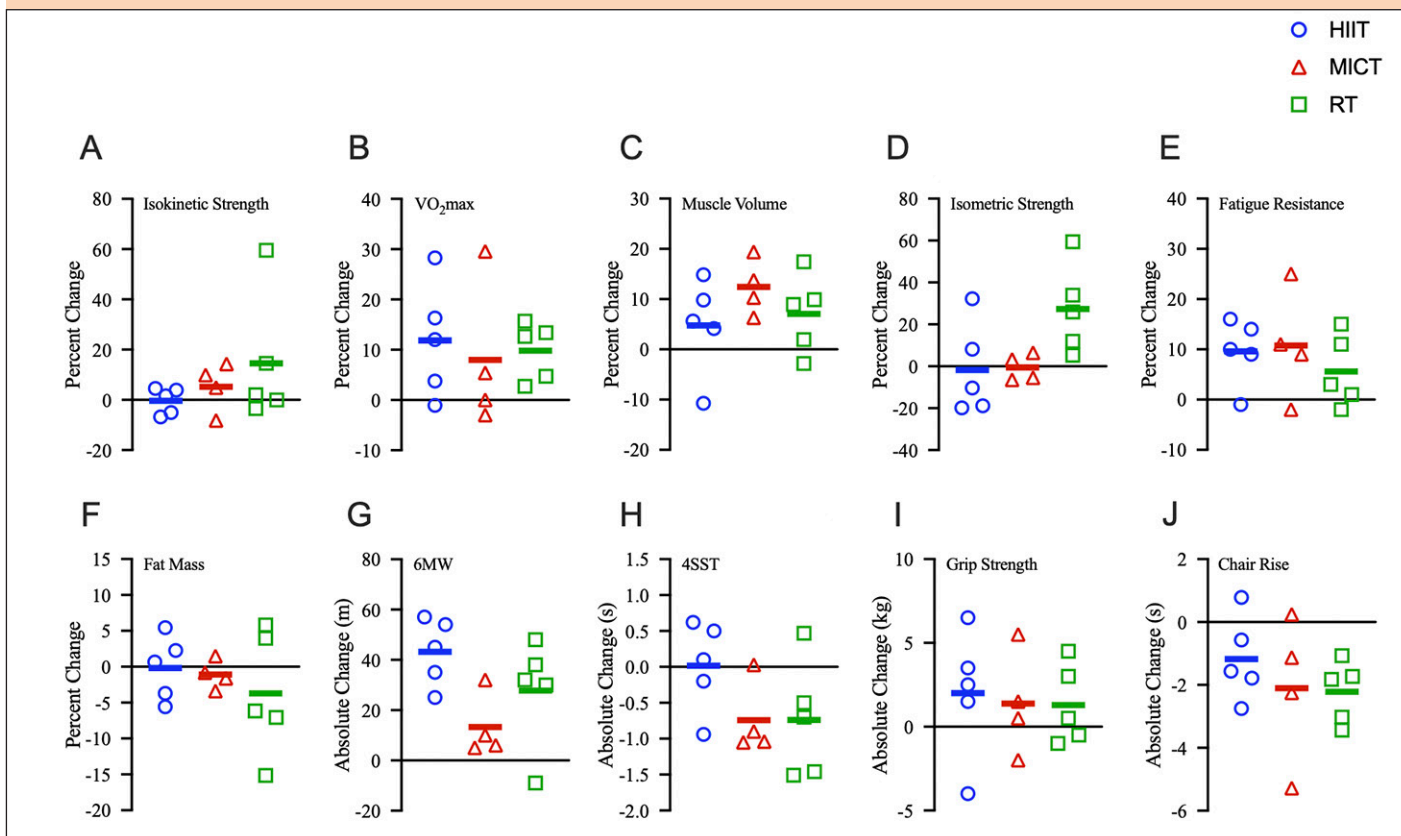 HIIT
MICT
RT
A
Isokinetic Strength
Percent Change
80
60
40
20
0
-20
B
VO₂max
Percent Change
40
30
20
10
0
-10
C
Muscle Volume
Percent Change
30
20
10
0
-10
-20
D
Isometric Strength
Percent Change
80
60
40
20
0
-20
-40
E
Fatigue Resistance
Percent Change
40
30
20
10
0
-10
F
Fat Mass
Percent Change
15
10
5
0
-5
-10
-15
-20
G
6MW
Absolute Change (m)
80
60
40
20
0
-20
H
4SST
Absolute Change (s)
1.5
1.0
0.5
0.0
-0.5
-1.0
-1.5
-2.0
I
Grip Strength
Absolute Change (kg)
10
5
0
-5
J
Chair Rise
Absolute Change (s)
2
0
-2
-4
-6